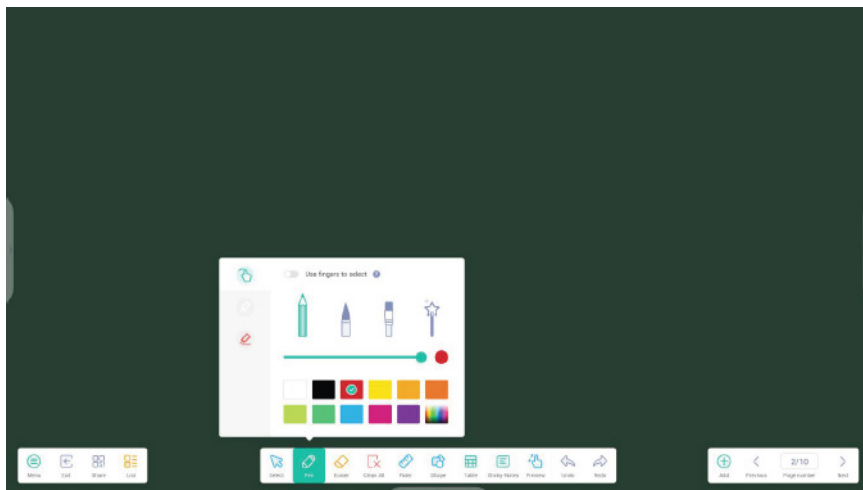 Use fingers to select ?
Menu Exit Share List
Select Pen Eraser Clear All Ruler Shape Table Sticky Notes Preview Undo Redo
Add Previous 2/10 Page number Next